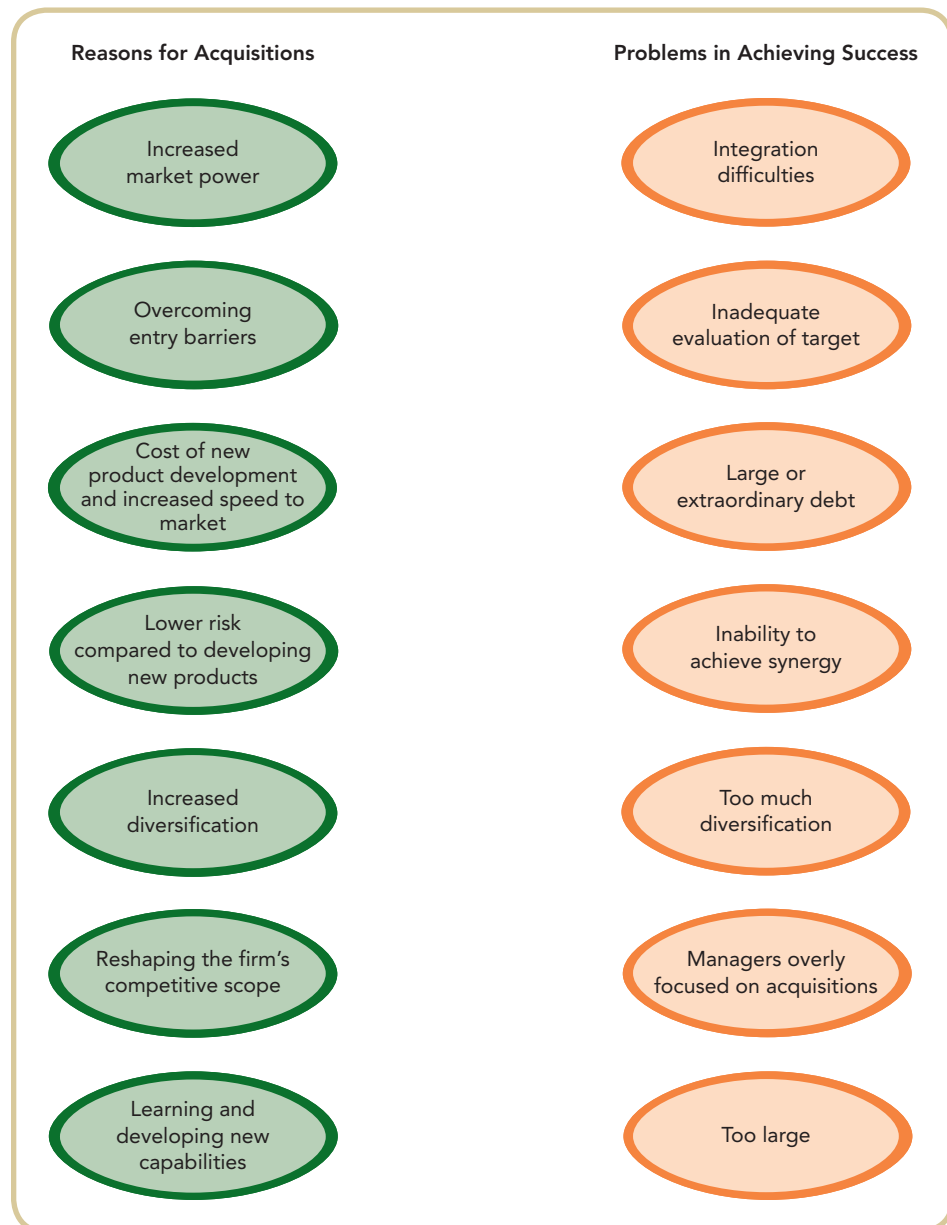 Reasons for Acquisitions
Problems in Achieving Success
Increased
market power
Integration
difficulties
Overcoming
entry barriers
Inadequate
evaluation of target
Cost of new
product development
and increased speed to
market
Large or
extraordinary debt
Lower risk
compared to developing
new products
Inability to
achieve synergy
Increased
diversification
Too much
diversification
Reshaping the firm’s
competitive scope
Managers overly
focused on acquisitions
Learning and
developing new
capabilities
Too large